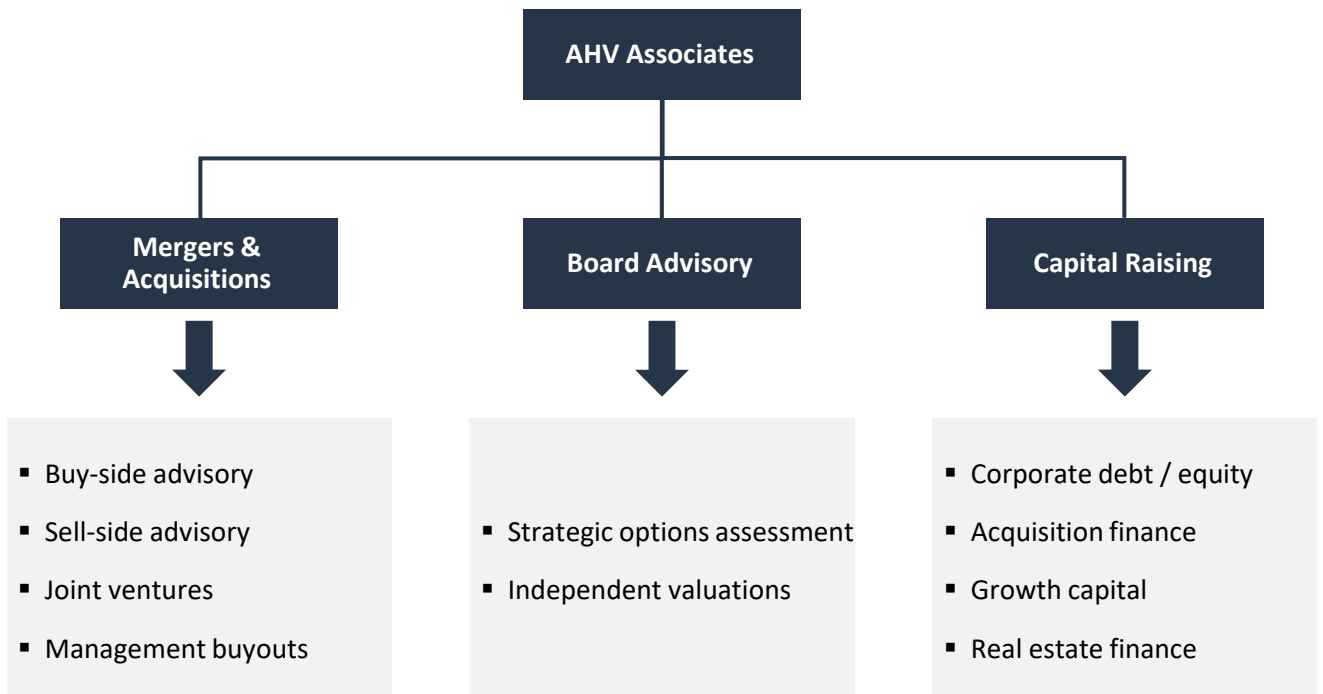 AHV Associates
Mergers &
Acquisitions
Board Advisory
Capital Raising
▪ Buy-side advisory
▪ Sell-side advisory
▪ Joint ventures
▪ Management buyouts
▪ Strategic options assessment
▪ Independent valuations
▪ Corporate debt / equity
▪ Acquisition finance
▪ Growth capital
▪ Real estate finance